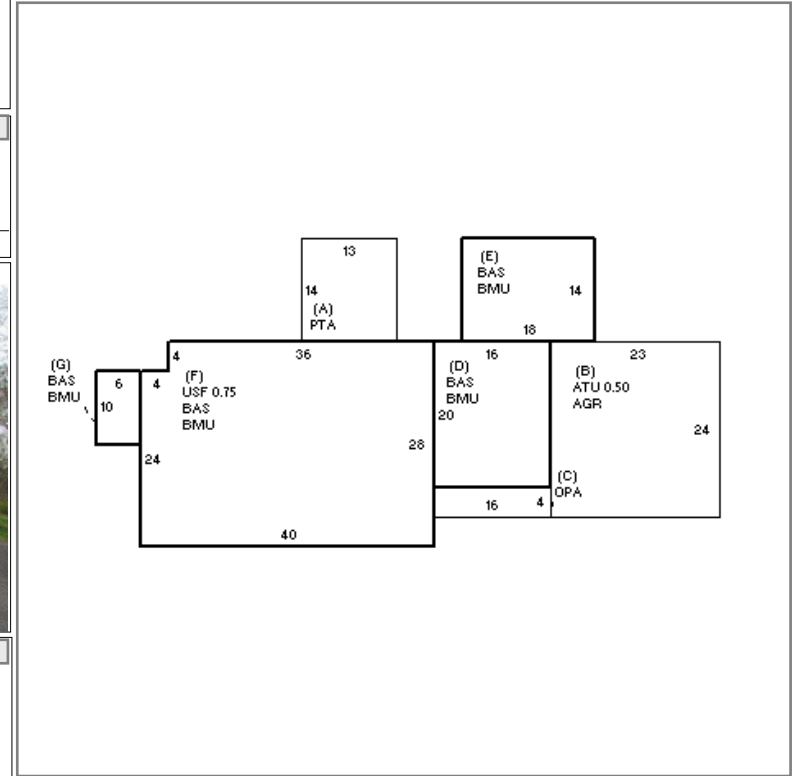 13
14
(A)
PTA
(E)
BAS
BMU
14
18
(G)
BAS
BMU
6
10
4
4
36
(F)
USF 0.75
BAS
BMU
24
28
40
16
(D)
BAS
BMU
20
23
(B)
ATU 0.50
AGR
24
(C)
OPA
16
4